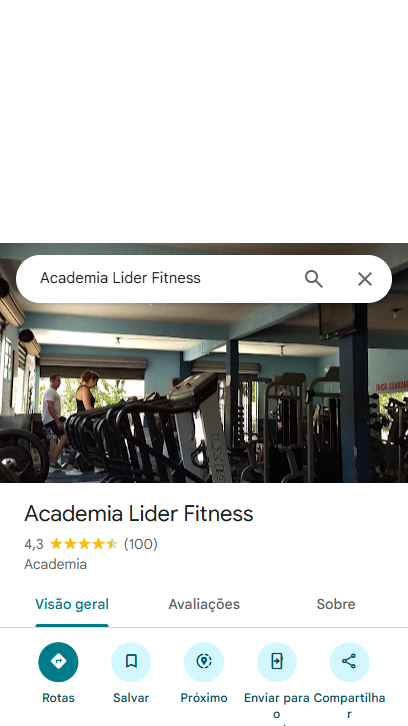 Academia Lider Fitness
Academia Lider Fitness
4,3 (100)
Academia
Visão geral
Avaliações
Sobre
Rotas
Salvar
Próximo
Enviar para
o
Compartilha
r